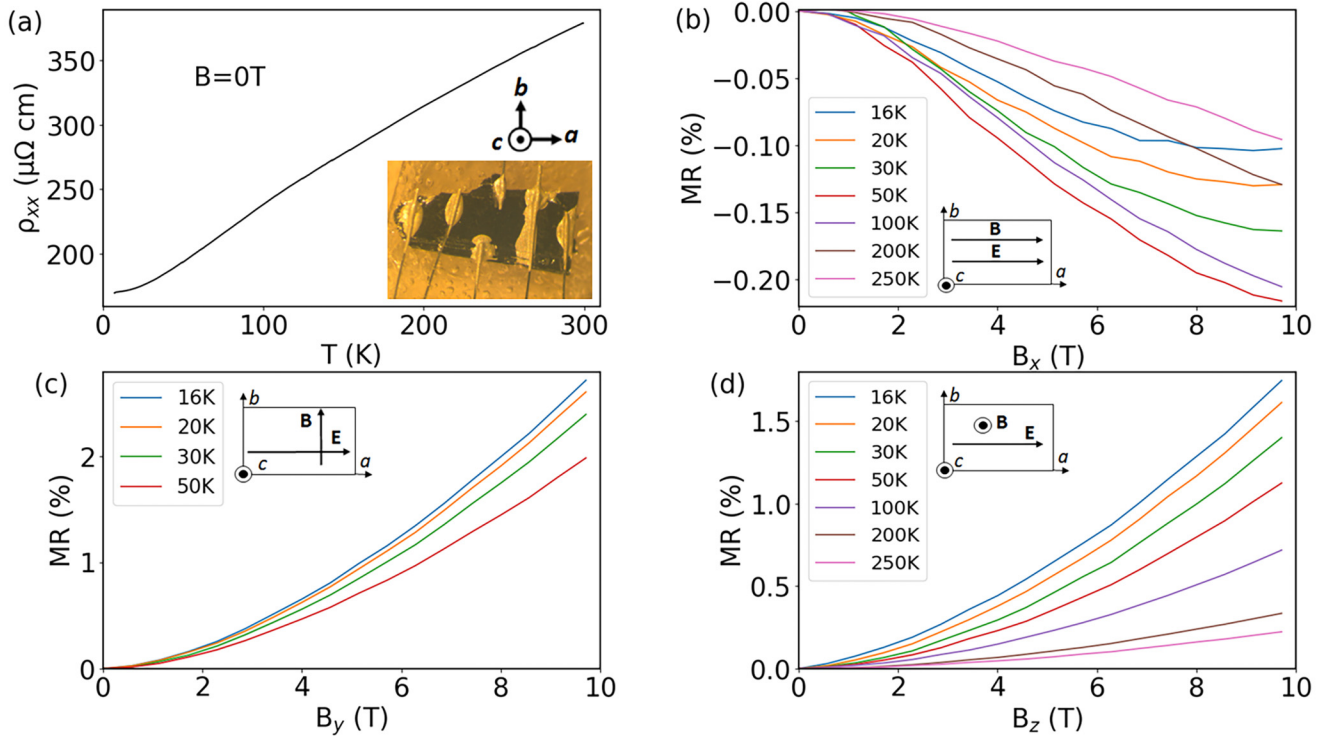 (a)
ρxx (μΩ cm)
350
300
250
200
B=0T
b
c
a
0
100
200
300
T (K)
(b)
MR (%)
0.00
−0.05
−0.10
−0.15
−0.20
16K
20K
30K
50K
100K
200K
250K
b
B
E
c
a
0
2
4
6
8
10
Bx (T)
(c)
MR (%)
2
1
0
16K
20K
30K
50K
b
B
E
c
a
0
2
4
6
8
10
By (T)
(d)
MR (%)
1.5
1.0
0.5
0.0
16K
20K
30K
50K
100K
200K
250K
b
B
E
c
a
0
2
4
6
8
10
Bz (T)